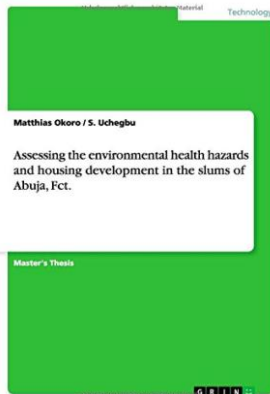 Technology
Matthias Okoro / S. Uchegbu
Assessing the environmental health hazards
and housing development in the slums of
Abuja, Fct.
Master's Thesis
GRIN